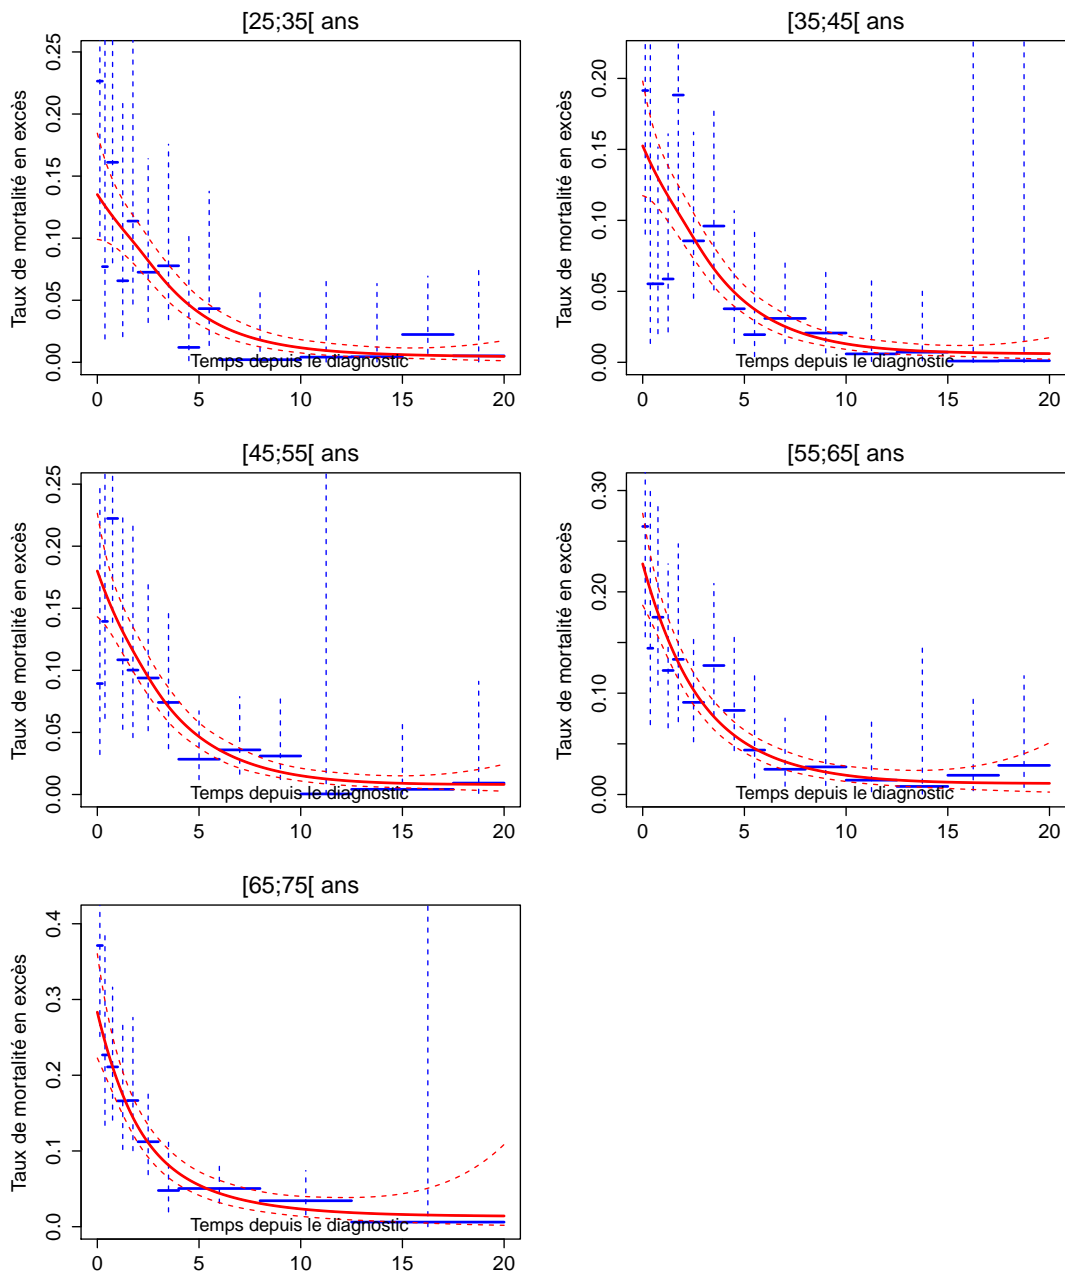 [25;35[ ans
Taux de mortalité en excès
0.00 0.05 0.10 0.15 0.20 0.25
Temps depuis le diagnostic
0 5 10 15 20
[35;45[ ans
Taux de mortalité en excès
0.00 0.05 0.10 0.15 0.20
Temps depuis le diagnostic
0 5 10 15 20
[45;55[ ans
Taux de mortalité en excès
0.00 0.05 0.10 0.15 0.20 0.25
Temps depuis le diagnostic
0 5 10 15 20
[55;65[ ans
Taux de mortalité en excès
0.00 0.10 0.20 0.30
Temps depuis le diagnostic
0 5 10 15 20
[65;75[ ans
Taux de mortalité en excès
0.0 0.1 0.2 0.3 0.4
Temps depuis le diagnostic
0 5 10 15 20